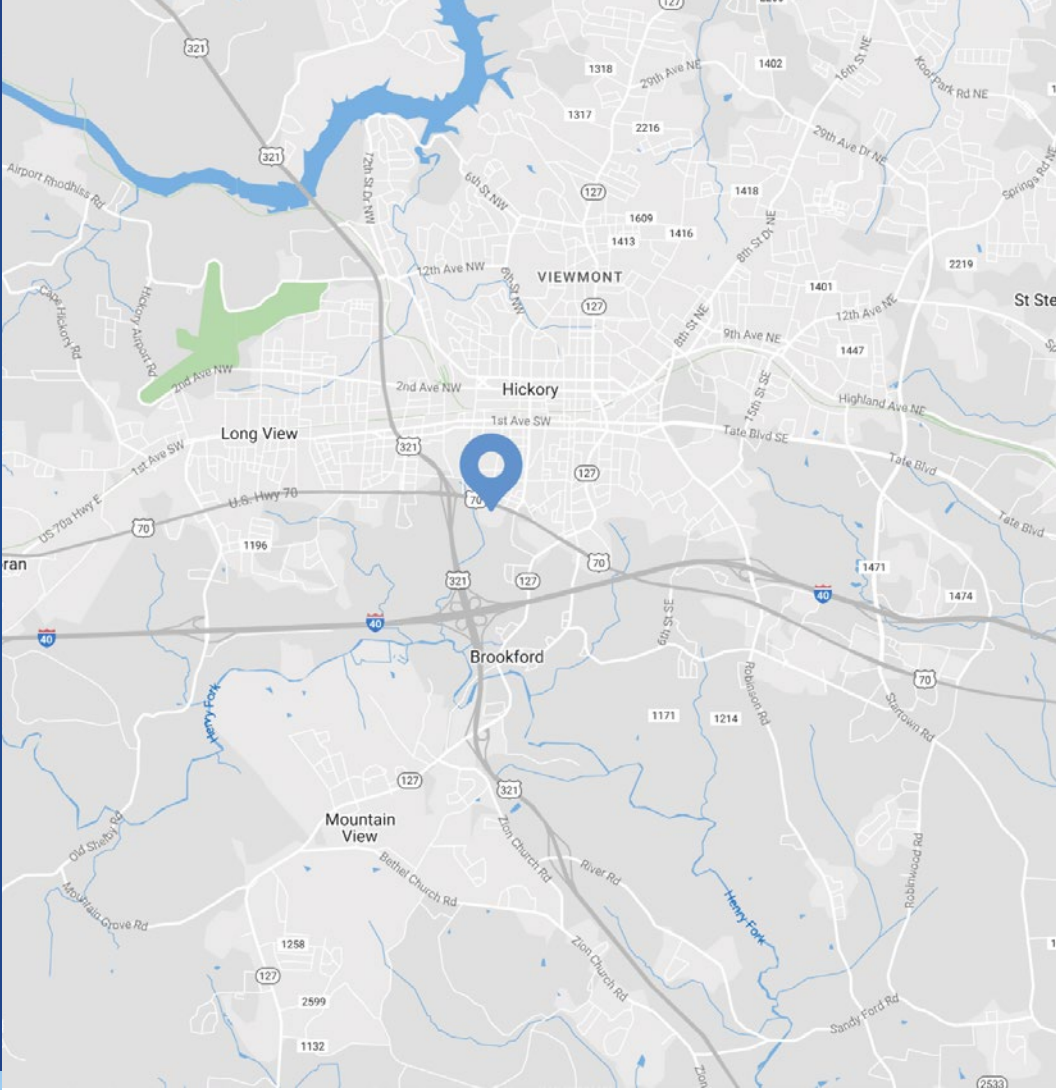 127
321
1318
29th Ave NE
1402
16th St NE
Kool Park Rd NE
1317
2216
29th Ave Dr NE
321
Airport Rhodhiss Rd
12th St Dr NW
6th St NW
127
1418
Springs Rd NE
1609
1413
1416
8th St Dr NE
2219
12th Ave NW
6th St NW
VIEWMONT
1401
St Ste
Cape Hickory Rd
Hickory Airport Rd
127
8th St NE
9th Ave NE
12th Ave NE
1447
2nd Ave NW
2nd Ave NW
Hickory
15th St SE
Highland Ave NE
1st Ave SW
Long View
1st Ave SW
321
Tate Blvd SE
Tate Blvd
127
US 70a Hwy E
U.S. Hwy 70
70
70
Tate Blvd
1196
ran
70
321
127
1471
40
1474
40
40
6th St SE
Brookford
Robinson Rd
70
Henry Fork
1171
1214
Startown Rd
127
321
Mountain
View
Old Shelby Rd
Zion Church Rd
River Rd
Bethel Church Rd
Robinwood Rd
Mountain Grove Rd
Henry Fork
1258
Zion Church Rd
127
2599
Sandy Ford Rd
1132
Zion
2533